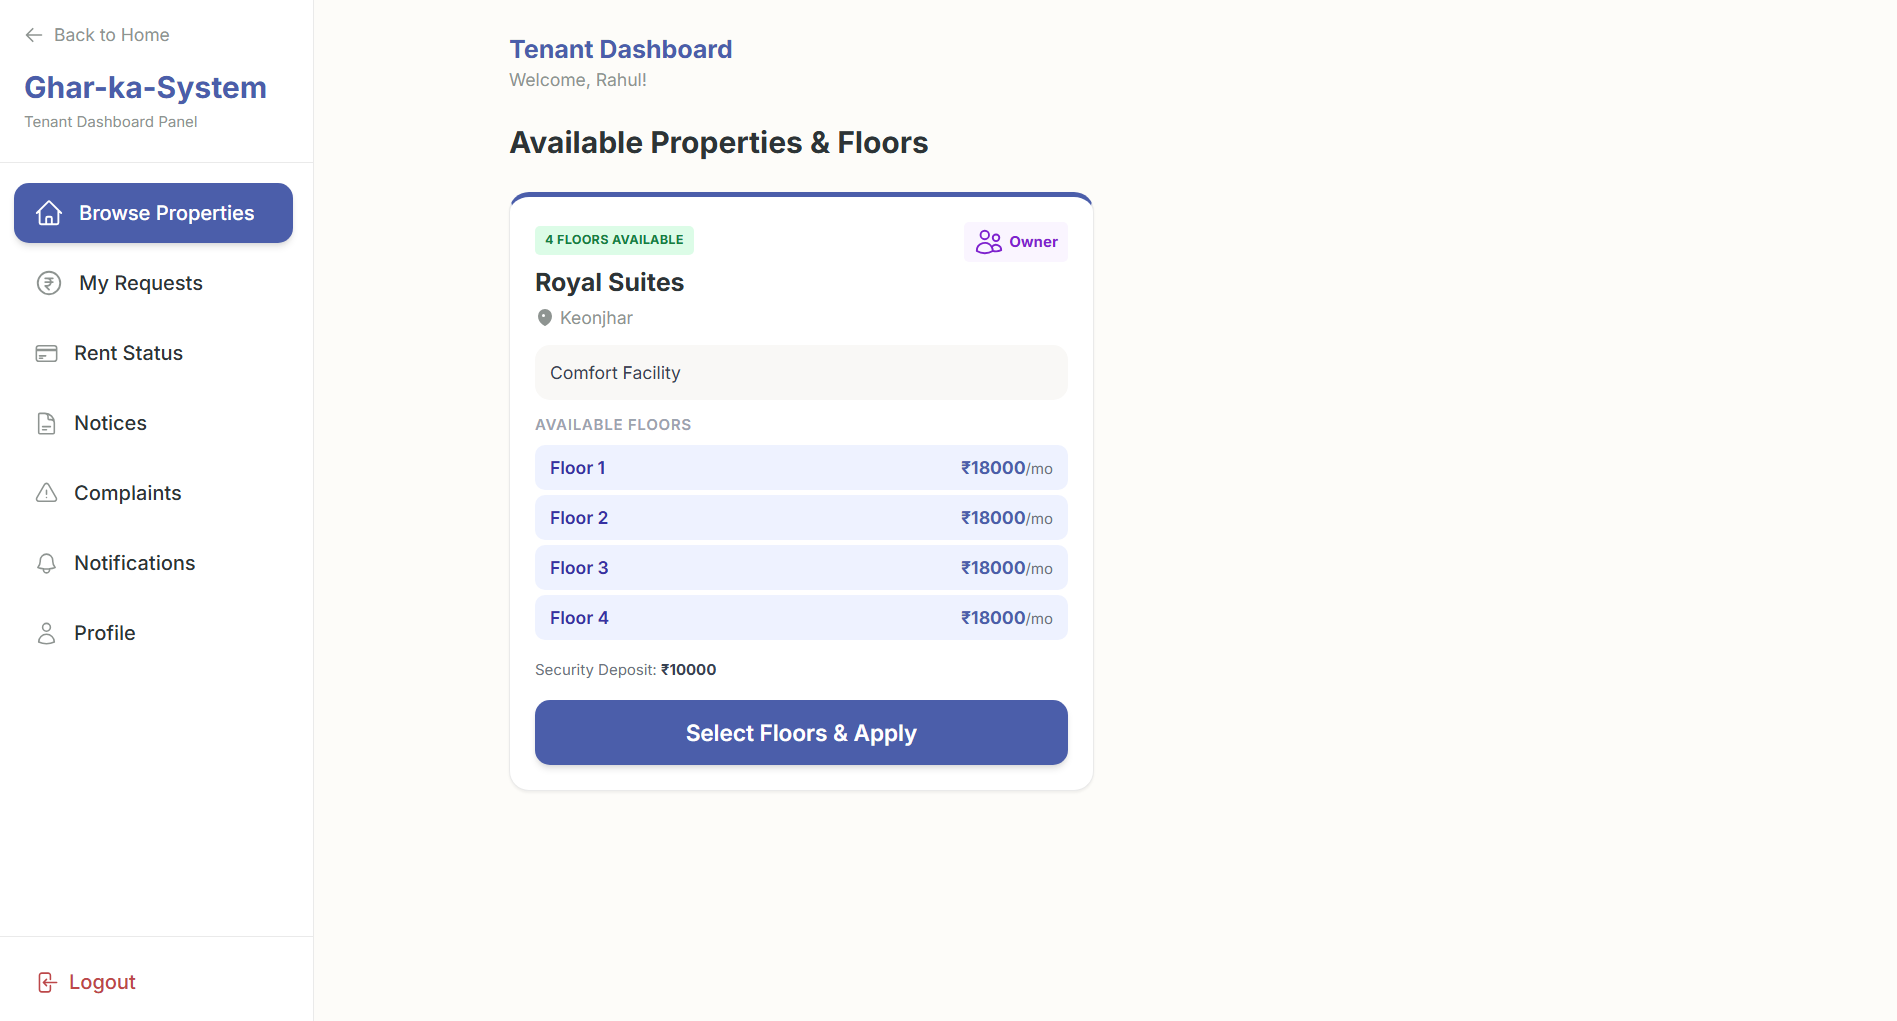 Back to Home
Ghar-ka-System
Tenant Dashboard Panel
Browse Properties
My Requests
Rent Status
Notices
Complaints
Notifications
Profile
Logout
Tenant Dashboard
Welcome, Rahul!
Available Properties & Floors
4 FLOORS AVAILABLE
Owner
Royal Suites
Keonjhar
Comfort Facility
AVAILABLE FLOORS
Floor 1 ₹18000/mo
Floor 2 ₹18000/mo
Floor 3 ₹18000/mo
Floor 4 ₹18000/mo
Security Deposit: ₹10000
Select Floors & Apply